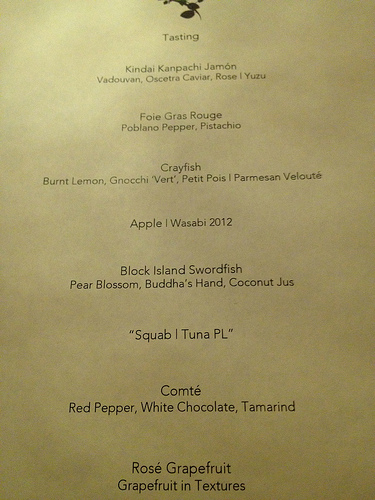 Tasting
Kindai Kanpachi Jamón
Vadouvan, Oscetra Caviar, Rose | Yuzu
Foie Gras Rouge
Poblano Pepper, Pistachio
Crayfish
Burnt Lemon, Gnocchi 'Vert', Petit Pois | Parmesan Velouté
Apple | Wasabi 2012
Block Island Swordfish
Pear Blossom, Buddha's Hand, Coconut Jus
"Squab | Tuna PL"
Comté
Red Pepper, White Chocolate, Tamarind
Rosé Grapefruit
Grapefruit in Textures